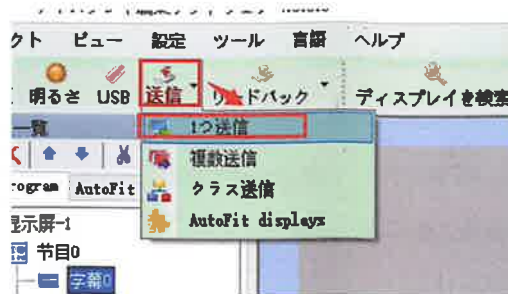 クト ビュー 設定 ツール 言語 ヘルプ
明るさ USB 送信 リードバック ディスプレイを検索
一覧
1つ送信
複数送信
クラス送信
AutoFit displays
rogram AutoFit
显示屏-1
节目0
字幕0